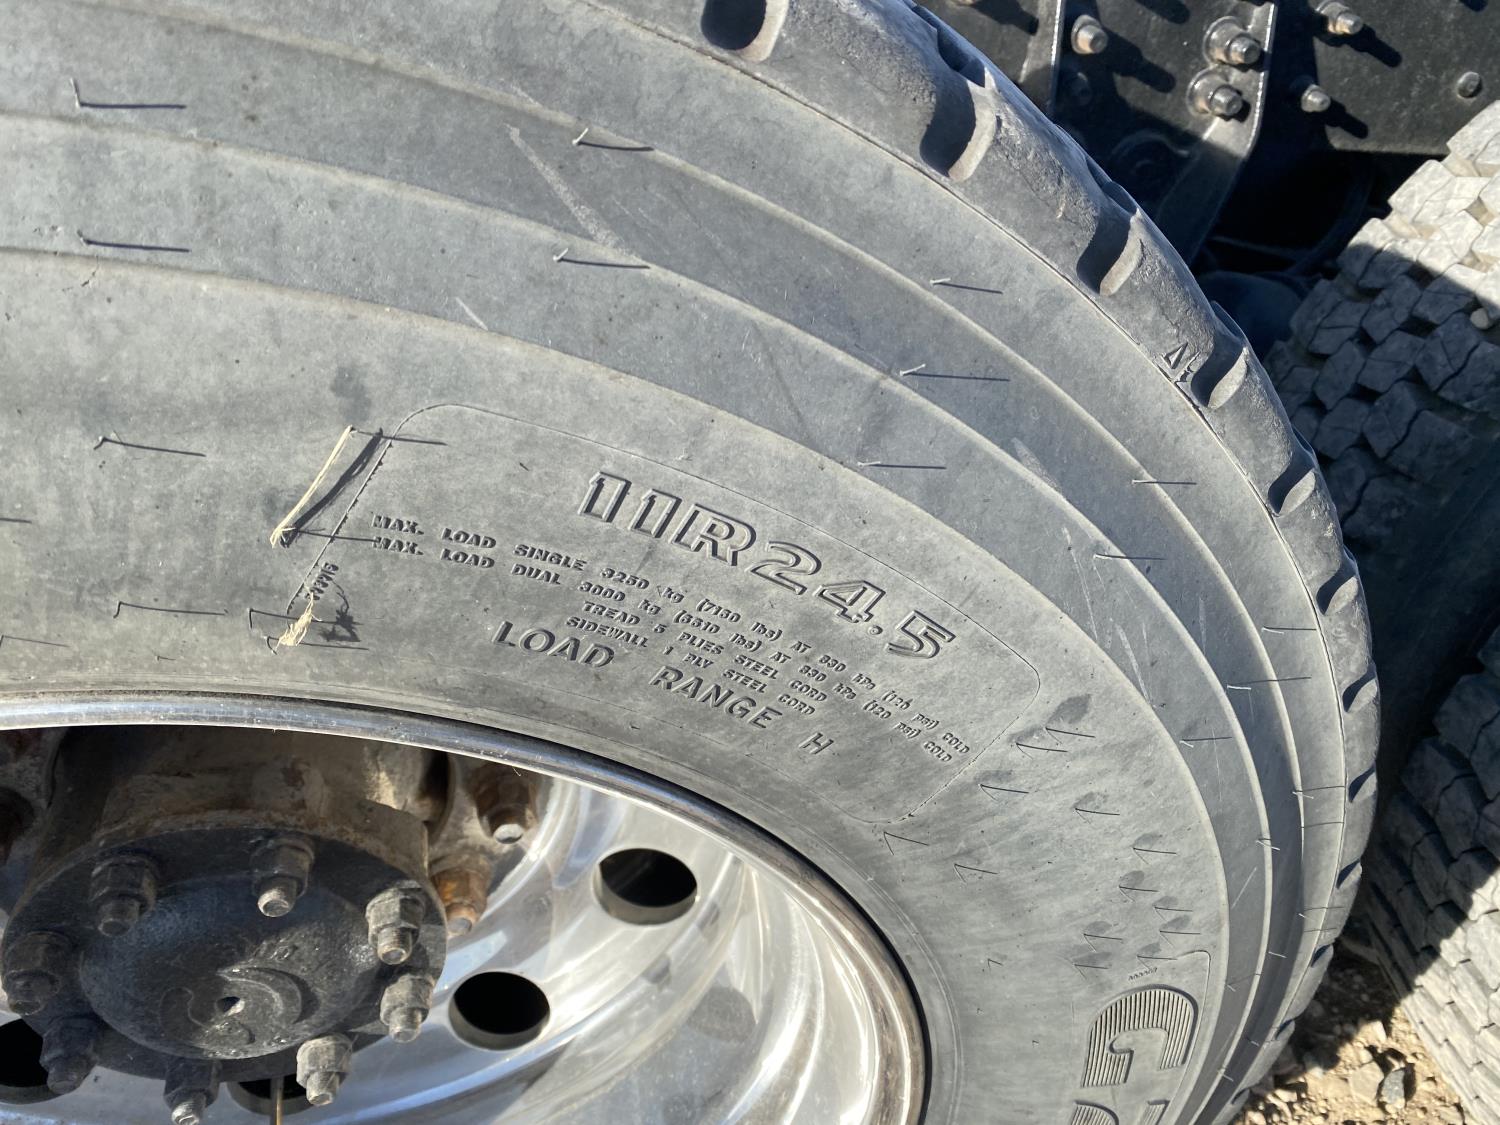 11R24.5
MAX. LOAD SINGLE 3250 kg (7160 lbs) AT 830 kPa (120 psi) COLD
MAX. LOAD DUAL 3000 kg (6610 lbs) AT 830 kPa (120 psi) COLD
TREAD 5 PLIES STEEL CORD
SIDEWALL 1 PLY STEEL CORD
LOAD RANGE H